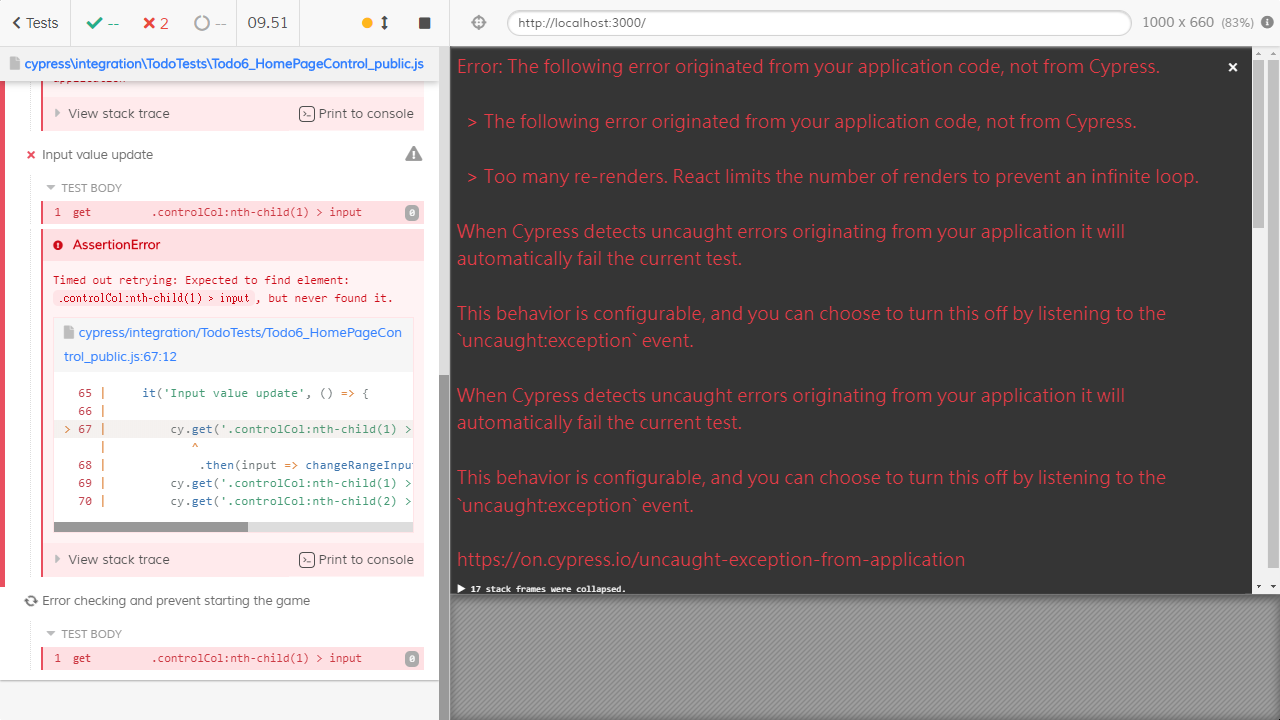 Tests
--
2
--
09.51
http://localhost:3000/
1000 x 660 (83%)
cypress\integration\TodoTests\Todo6_HomePageControl_public.js
View stack trace
Print to console
Input value update
TEST BODY
1 get .controlCol:nth-child(1) > input 0
AssertionError
Timed out retrying: Expected to find element:
.controlCol:nth-child(1) > input, but never found it.
cypress/integration/TodoTests/Todo6_HomePageCon
trol_public.js:67:12
65 | it('Input value update', () => {
66 |
> 67 | cy.get('.controlCol:nth-child(1) >
| ^
68 | .then(input => changeRangeInpu
69 | cy.get('.controlCol:nth-child(1) >
70 | cy.get('.controlCol:nth-child(2) >
View stack trace
Print to console
Error checking and prevent starting the game
TEST BODY
1 get .controlCol:nth-child(1) > input 0
Error: The following error originated from your application code, not from Cypress.
> The following error originated from your application code, not from Cypress.
> Too many re-renders. React limits the number of renders to prevent an infinite loop.
When Cypress detects uncaught errors originating from your application it will
automatically fail the current test.
This behavior is configurable, and you can choose to turn this off by listening to the
`uncaught:exception` event.
When Cypress detects uncaught errors originating from your application it will
automatically fail the current test.
This behavior is configurable, and you can choose to turn this off by listening to the
`uncaught:exception` event.
https://on.cypress.io/uncaught-exception-from-application
▶ 17 stack frames were collapsed.